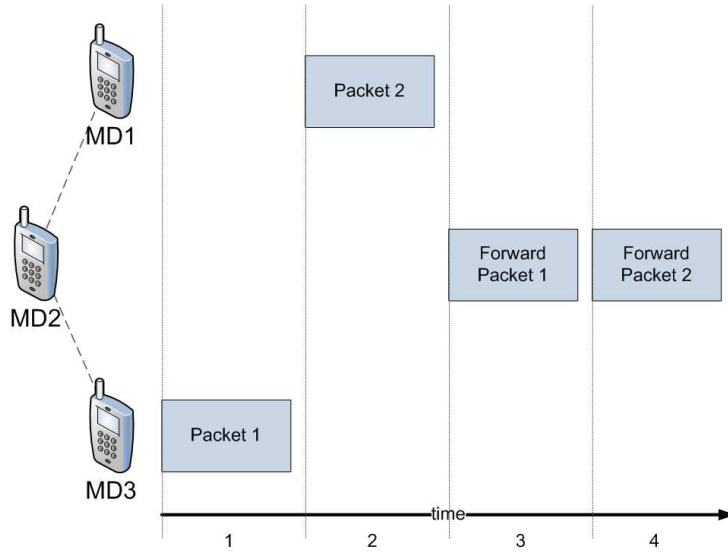 Packet 2
MD1
Forward
Packet 1
Forward
Packet 2
MD2
Packet 1
MD3
time
1
2
3
4